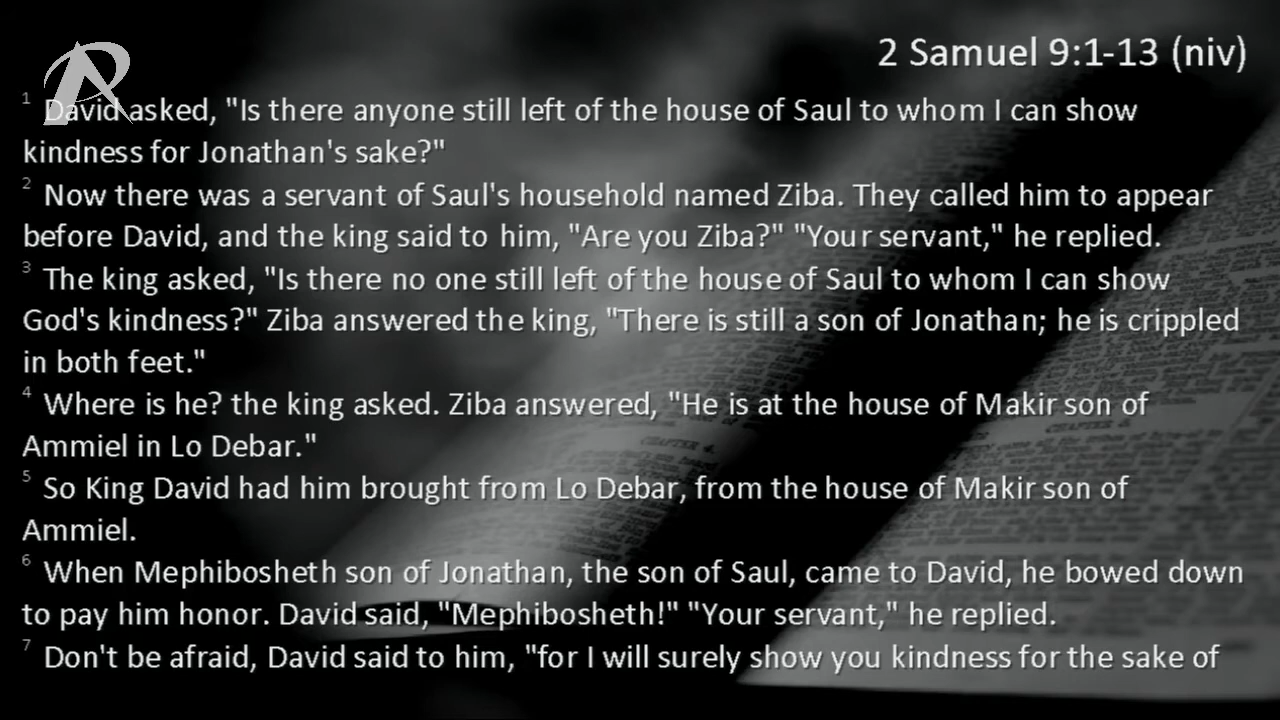 2 Samuel 9:1-13 (niv)
1 David asked, "Is there anyone still left of the house of Saul to whom I can show
kindness for Jonathan's sake?"
2 Now there was a servant of Saul's household named Ziba. They called him to appear
before David, and the king said to him, "Are you Ziba?" "Your servant," he replied.
3 The king asked, "Is there no one still left of the house of Saul to whom I can show
God's kindness?" Ziba answered the king, "There is still a son of Jonathan; he is crippled
in both feet."
4 Where is he? the king asked. Ziba answered, "He is at the house of Makir son of
Ammiel in Lo Debar."
5 So King David had him brought from Lo Debar, from the house of Makir son of
Ammiel.
6 When Mephibosheth son of Jonathan, the son of Saul, came to David, he bowed down
to pay him honor. David said, "Mephibosheth!" "Your servant," he replied.
7 Don't be afraid, David said to him, "for I will surely show you kindness for the sake of